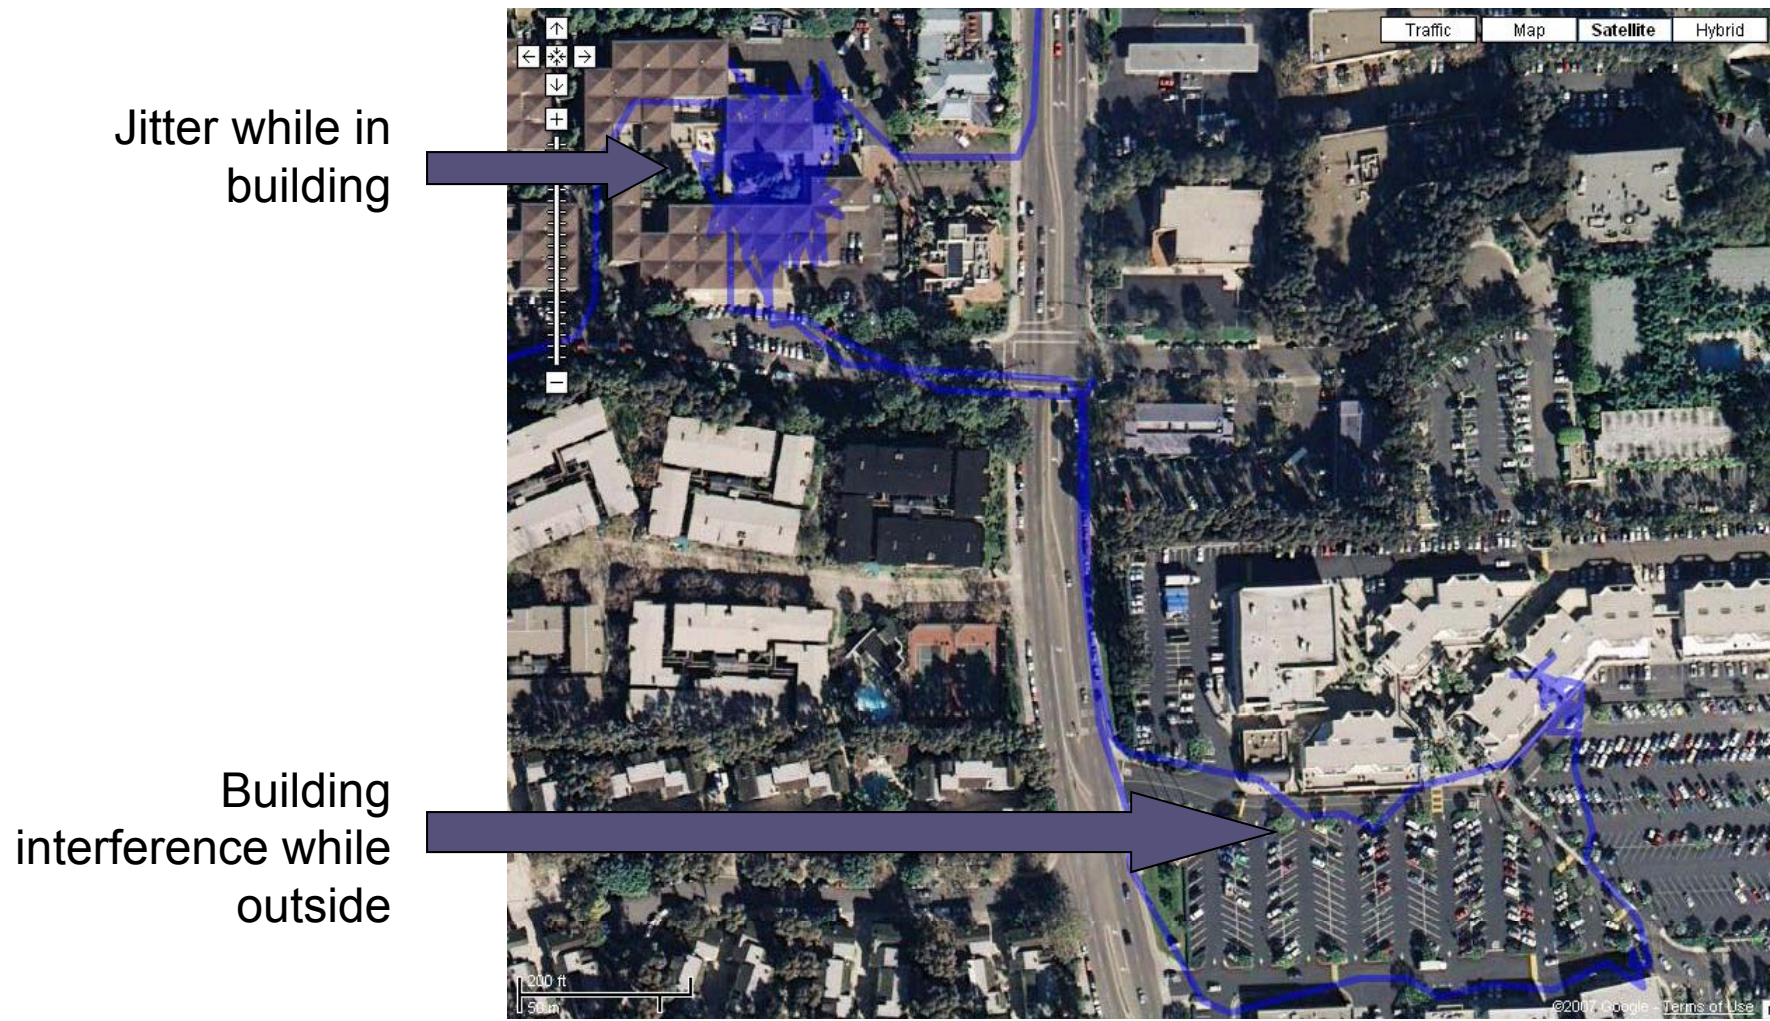 Traffic
Map
Satellite
Hybrid
Jitter while in
building
Building
interference while
outside
200 ft
50 m
©2007 Google - Terms of Use